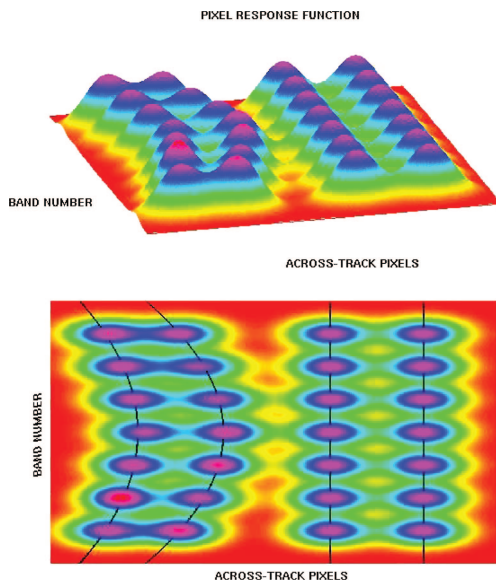 PIXEL RESPONSE FUNCTION
BAND NUMBER
ACROSS-TRACK PIXELS
BAND NUMBER
ACROSS-TRACK PIXELS